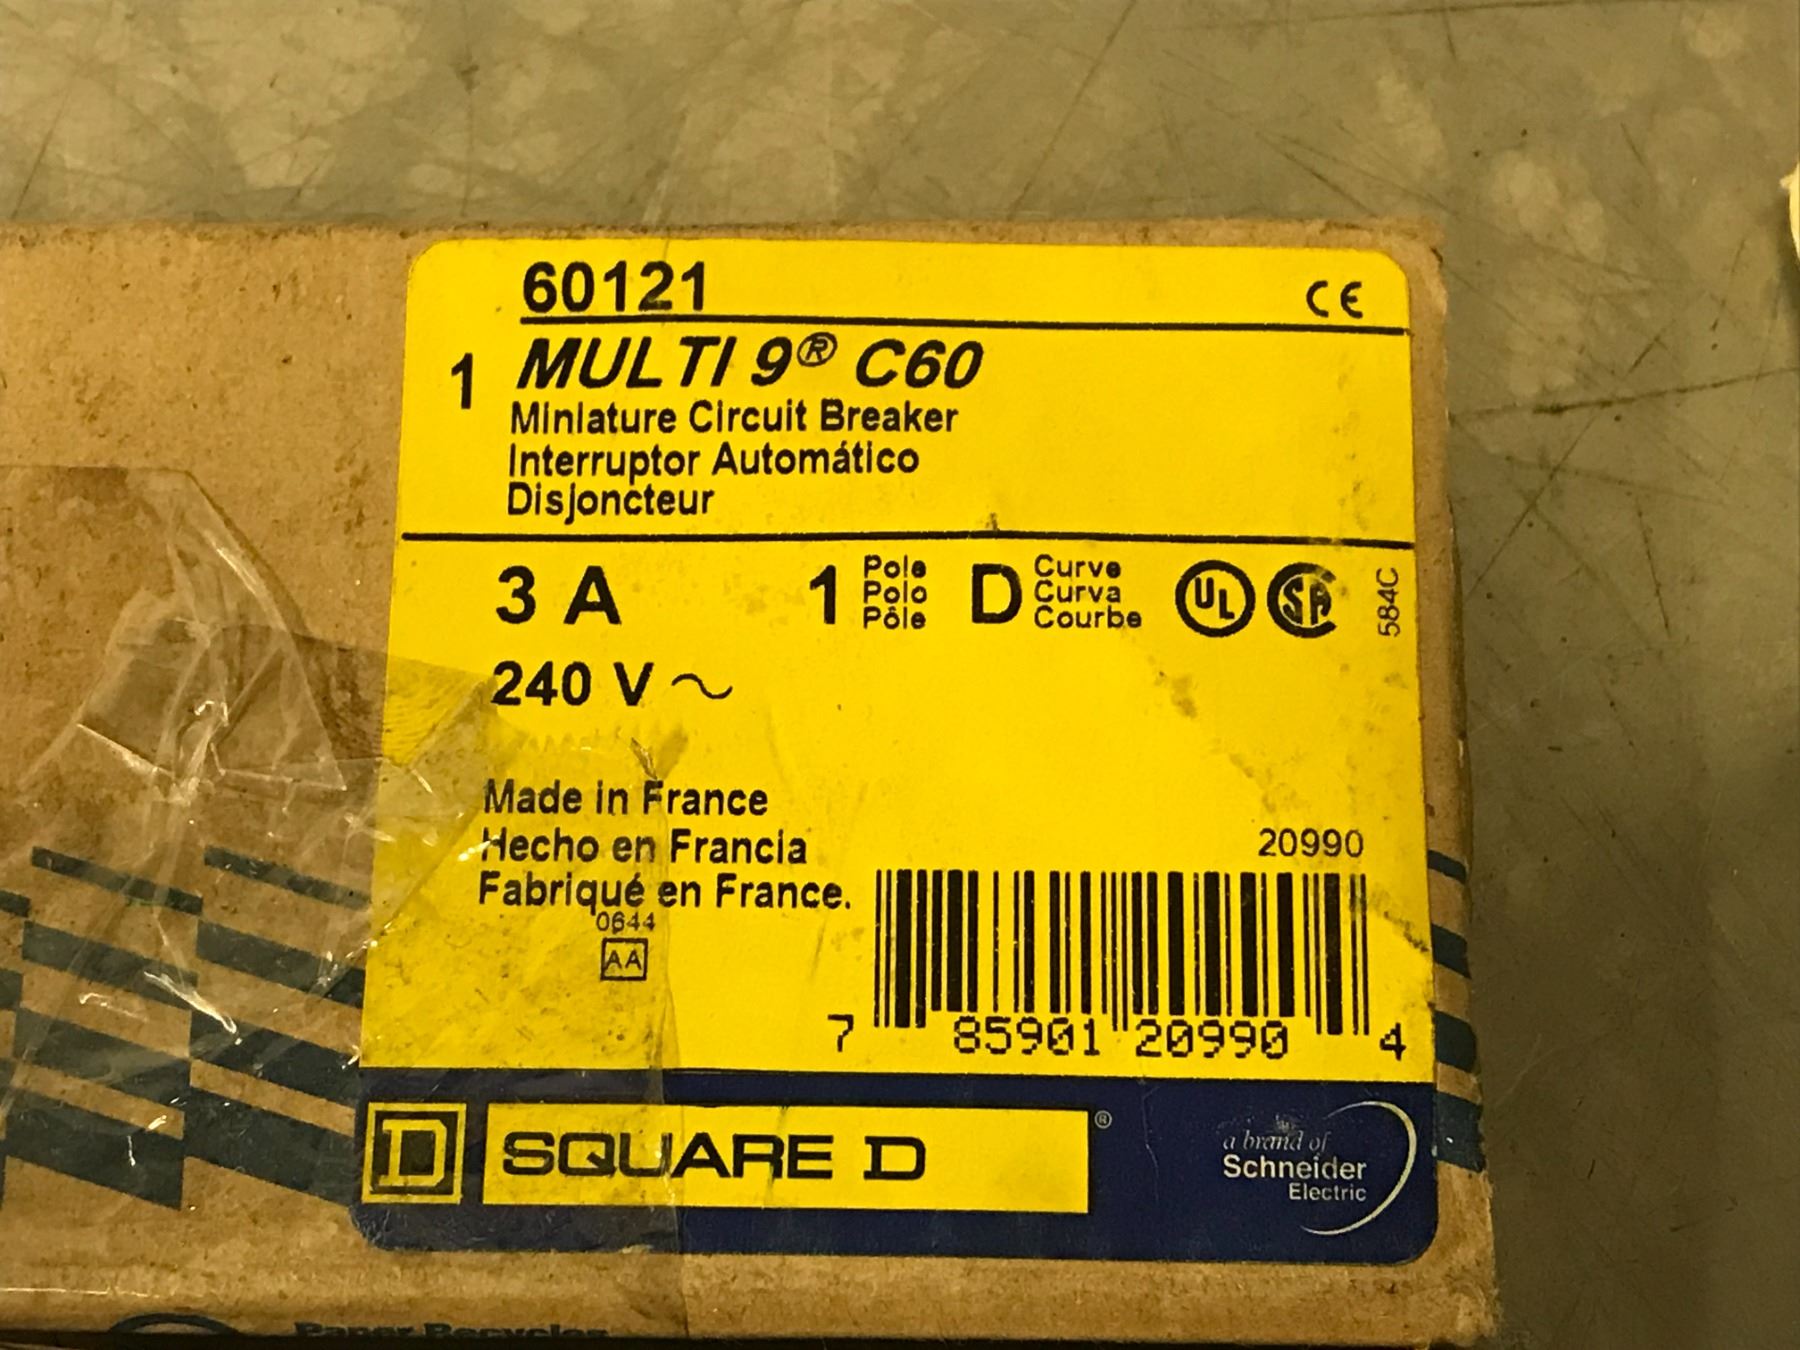 60121
CE
1 MULTI 9® C60
Miniature Circuit Breaker
Interruptor Automático
Disjoncteur
3 A
1 Pole
Polo
Pôle
D Curve
Curva
Courbe
UL
SA
584C
240 V ~
Made in France
Hecho en Francia
Fabriqué en France.
0644
AA
20990
7 85901 20990 4
D
SQUARE D ®
a brand of
Schneider
Electric
Paper Recycles